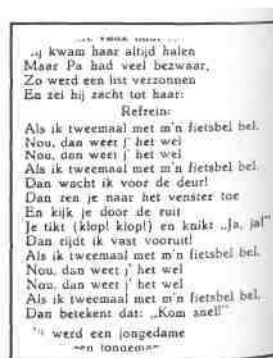 kwam haar altijd halen
Maar Pa had veel bezwaar,
Zo werd een list verzonnen
En zei hij zacht tot haar:
Refrein:
Als ik tweemaal met m'n fietsbel bel.
Nou, dan weet j' het wel
Nou, dan weet j' het wel
Als ik tweemaal met m'n fietsbel bel.
Dan wacht ik voor de deur!
Dan ren je naar het venster toe
En kijk je door de ruit
Je tikt (klop! klop!) en knikt „Ja, ja!"
Dan rijdt ik vast vooruit!
Als ik tweemaal met m'n fietsbel bel.
Nou, dan weet j' het wel
Nou, dan weet j' het wel
Als ik tweemaal met m'n fietsbel bel.
Dan betekent dat: „Kom snel!"
werd een jongedame
een jongeman